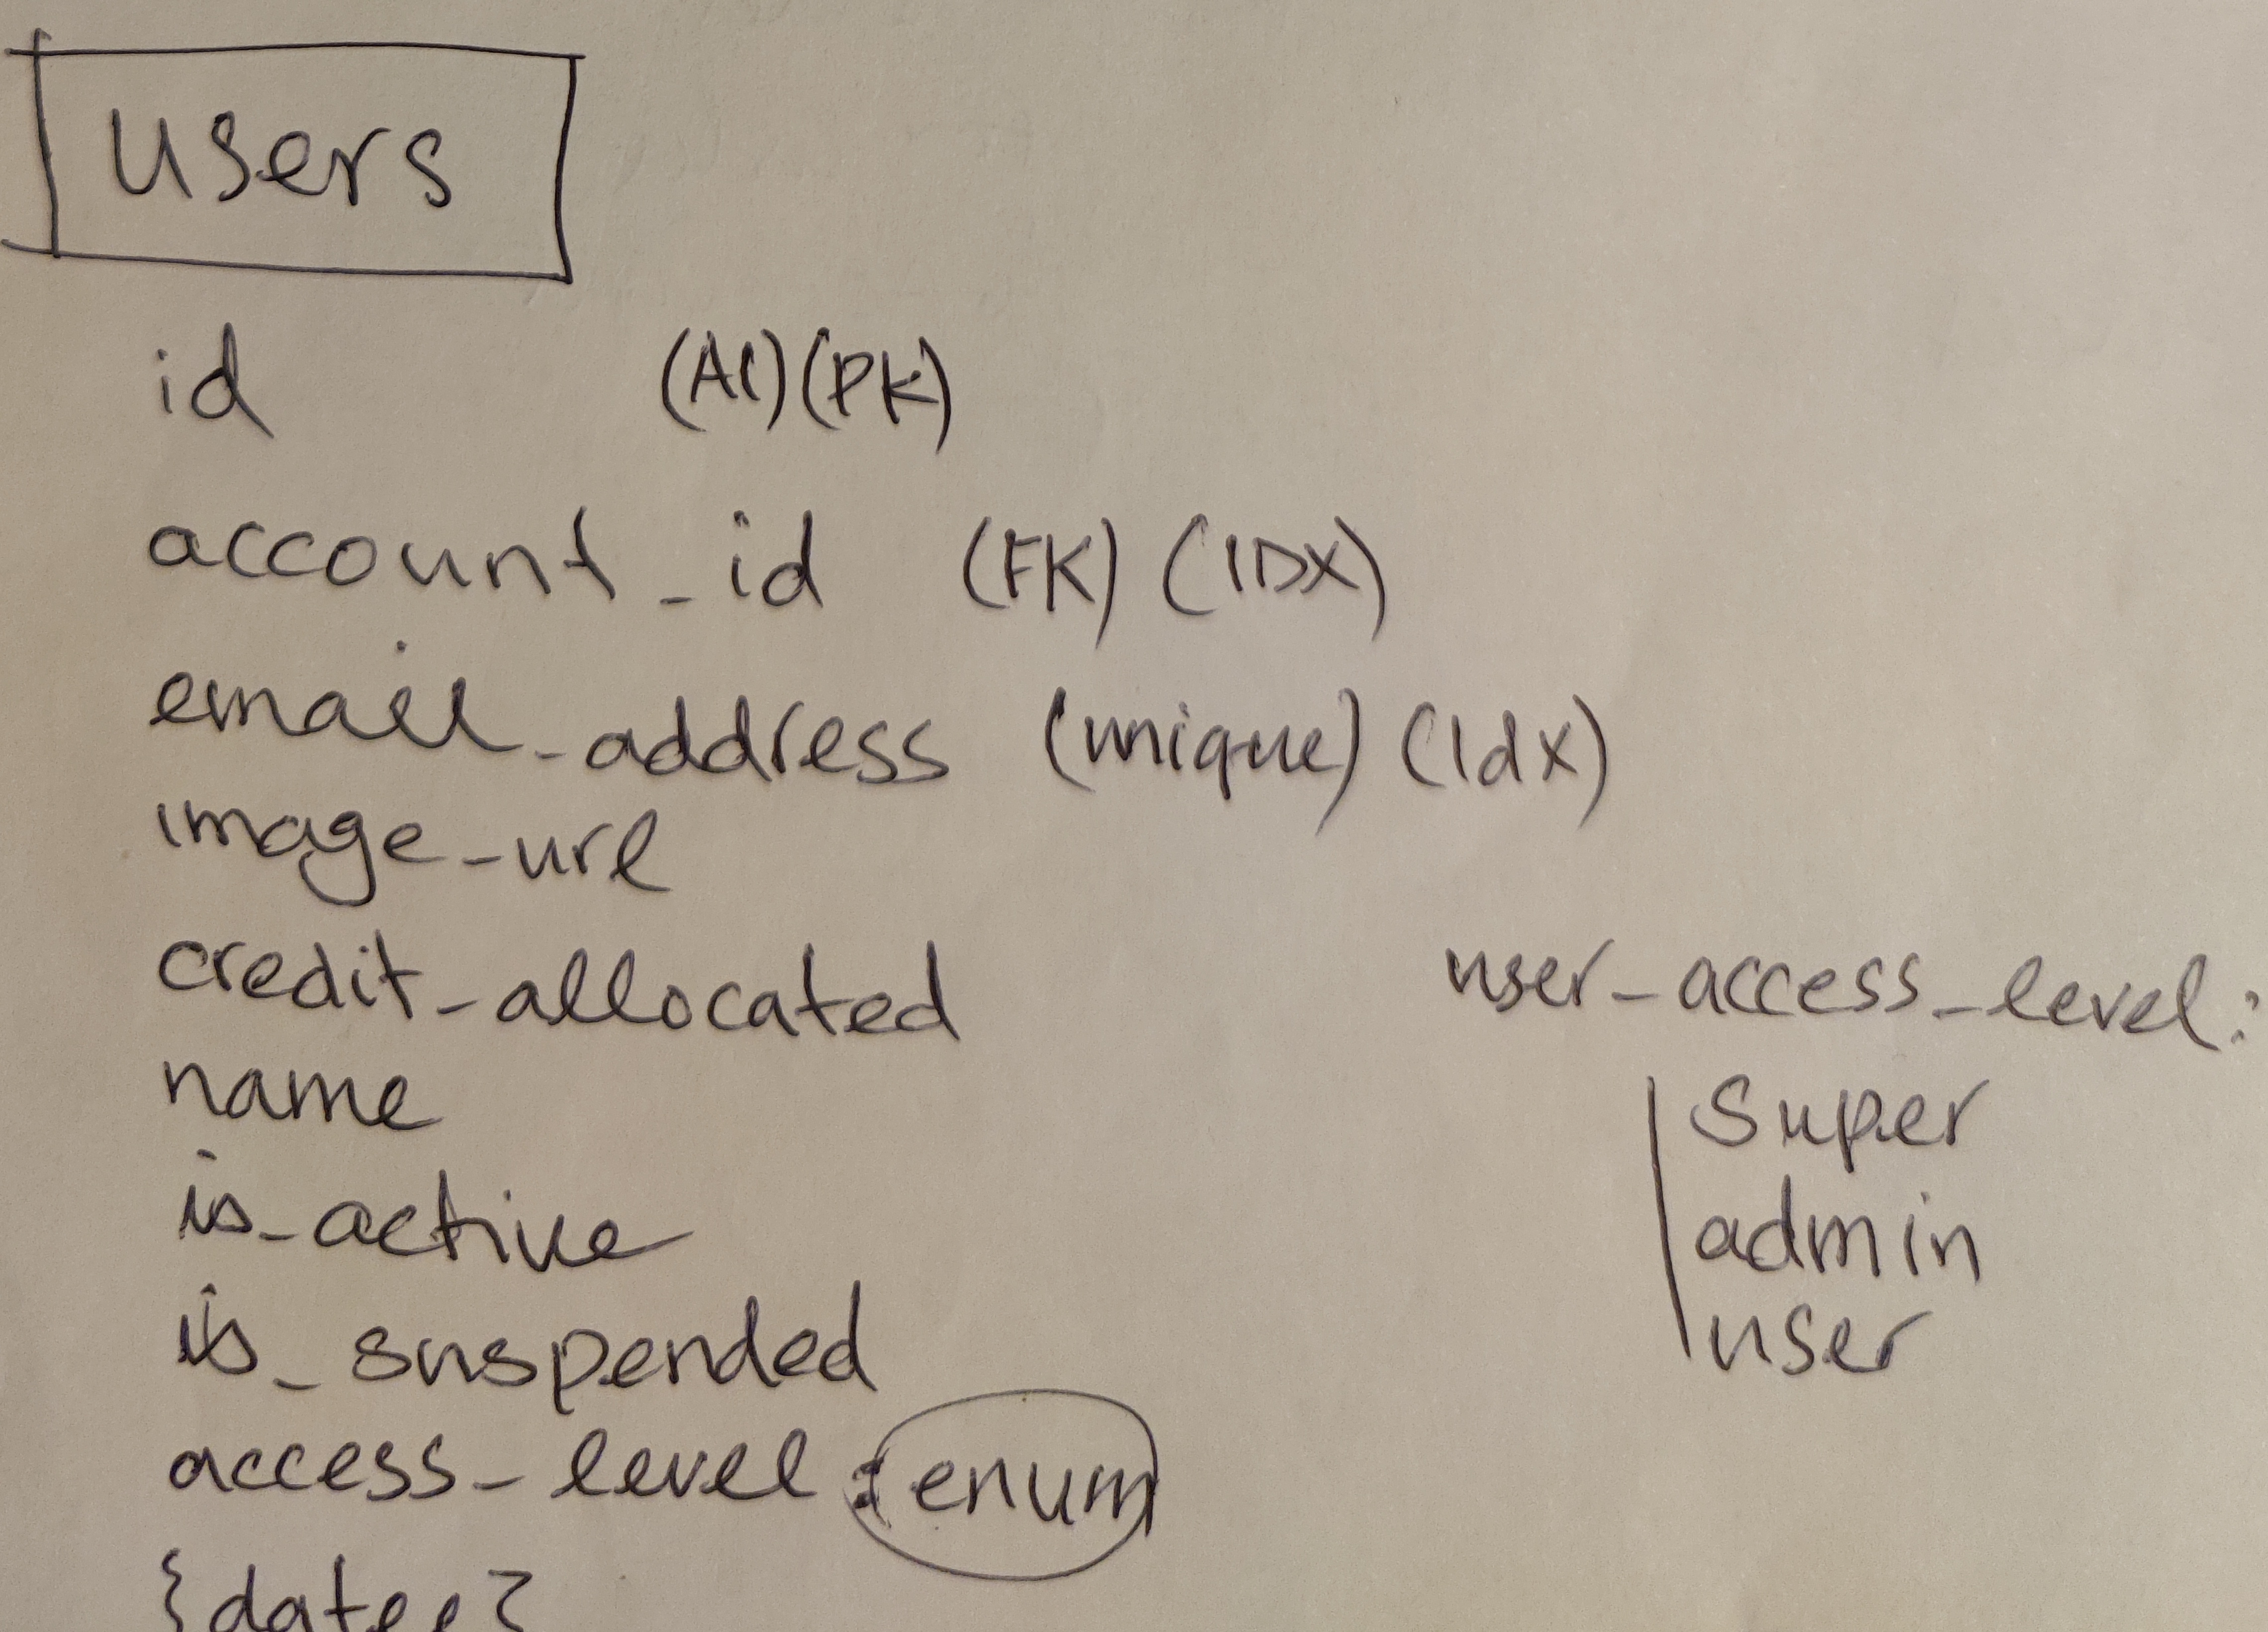 users
id (AI) (PK)
account_id (FK) (IDX)
email_address (unique) (Idx)
image_url
credit_allocated
name
is_active
is_suspended
access_level : enum
{dates}
user_access_level:
super
admin
user